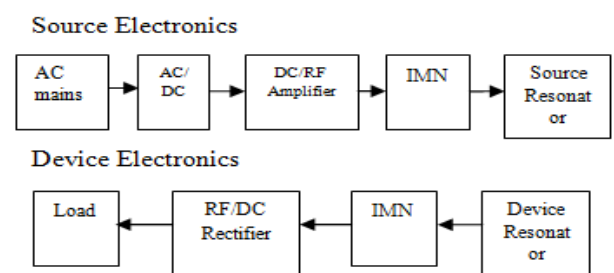 Source Electronics
AC
mains
AC/
DC
DC/RF
Amplifier
IMN
Source
Resonat
or
Device Electronics
Load
RF/DC
Rectifier
IMN
Device
Resonat
or